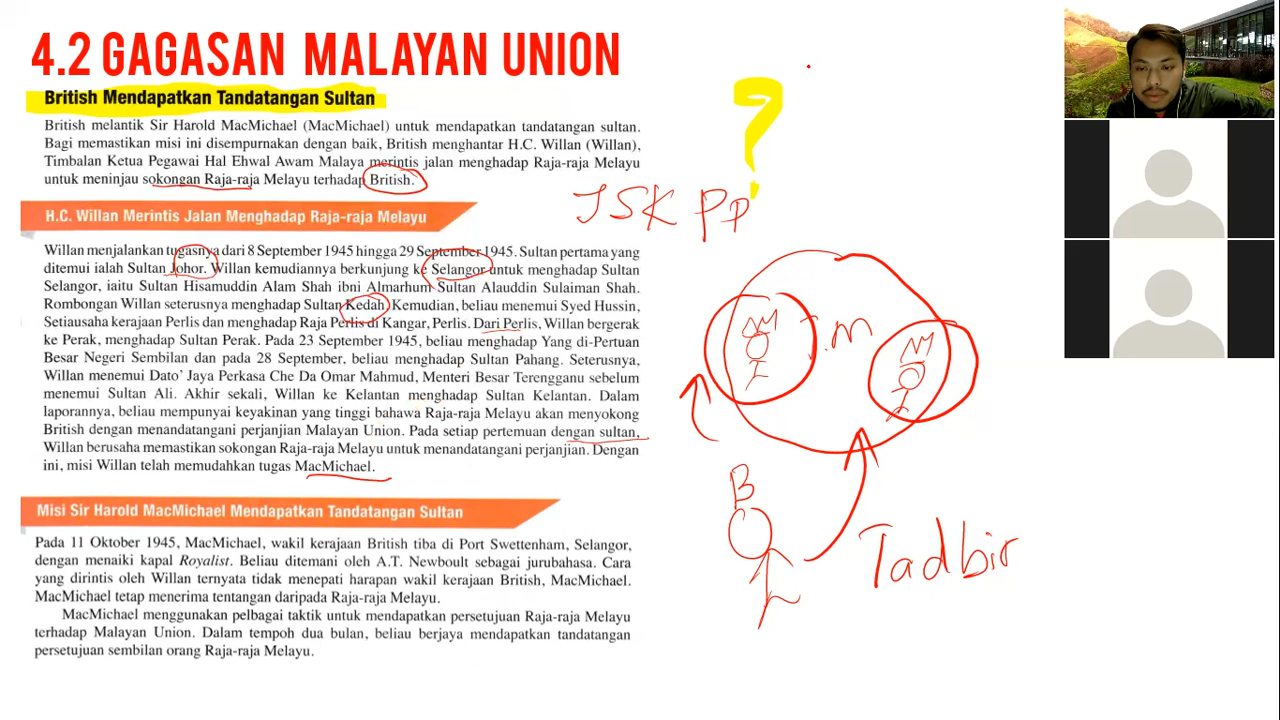 4.2 GAGASAN MALAYAN UNION
British Mendapatkan Tandatangan Sultan
British melantik Sir Harold MacMichael (MacMichael) untuk mendapatkan tandatangan sultan.
Bagi memastikan misi ini disempurnakan dengan baik, British menghantar H.C. Willan (Willan),
Timbalan Ketua Pegawai Hal Ehwal Awam Malaya merintis jalan menghadap Raja-raja Melayu
untuk meninjau sokongan Raja-raja Melayu terhadap British.
H.C. Willan Merintis Jalan Menghadap Raja-raja Melayu
Willan menjalankan tugasnya dari 8 September 1945 hingga 29 September 1945. Sultan pertama yang
ditemui ialah Sultan Johor. Willan kemudiannya berkunjung ke Selangor untuk menghadap Sultan
Selangor, iaitu Sultan Hisamuddin Alam Shah ibni Almarhum Sultan Alauddin Sulaiman Shah.
Rombongan Willan seterusnya menghadap Sultan Kedah Kemudian, beliau menemui Syed Hussin,
Setiausaha kerajaan Perlis dan menghadap Raja Perlis di Kangar, Perlis. Dari Perlis, Willan bergerak
ke Perak, menghadap Sultan Perak. Pada 23 September 1945, beliau menghadap Yang di-Pertuan
Besar Negeri Sembilan dan pada 28 September, beliau menghadap Sultan Pahang. Seterusnya,
Willan menemui Dato' Jaya Perkasa Che Da Omar Mahmud, Menteri Besar Terengganu sebelum
menemui Sultan Ali. Akhir sekali, Willan ke Kelantan menghadap Sultan Kelantan. Dalam
laporannya, beliau mempunyai keyakinan yang tinggi bahawa Raja-raja Melayu akan menyokong
British dengan menandatangani perjanjian Malayan Union. Pada setiap pertemuan dengan sultan,
Willan berusaha memastikan sokongan Raja-raja Melayu untuk menandatangani perjanjian. Dengan
ini, misi Willan telah memudahkan tugas MacMichael.
Misi Sir Harold MacMichael Mendapatkan Tandatangan Sultan
Pada 11 Oktober 1945, MacMichael, wakil kerajaan British tiba di Port Swettenham, Selangor,
dengan menaiki kapal Royalist. Beliau ditemani oleh A.T. Newboult sebagai jurubahasa. Cara
yang dirintis oleh Willan ternyata tidak menepati harapan wakil kerajaan British, MacMichael.
MacMichael tetap menerima tentangan daripada Raja-raja Melayu.
MacMichael menggunakan pelbagai taktik untuk mendapatkan persetujuan Raja-raja Melayu
terhadap Malayan Union. Dalam tempoh dua bulan, beliau berjaya mendapatkan tandatangan
persetujuan sembilan orang Raja-raja Melayu.
?
JSK PP
B
Tadbir